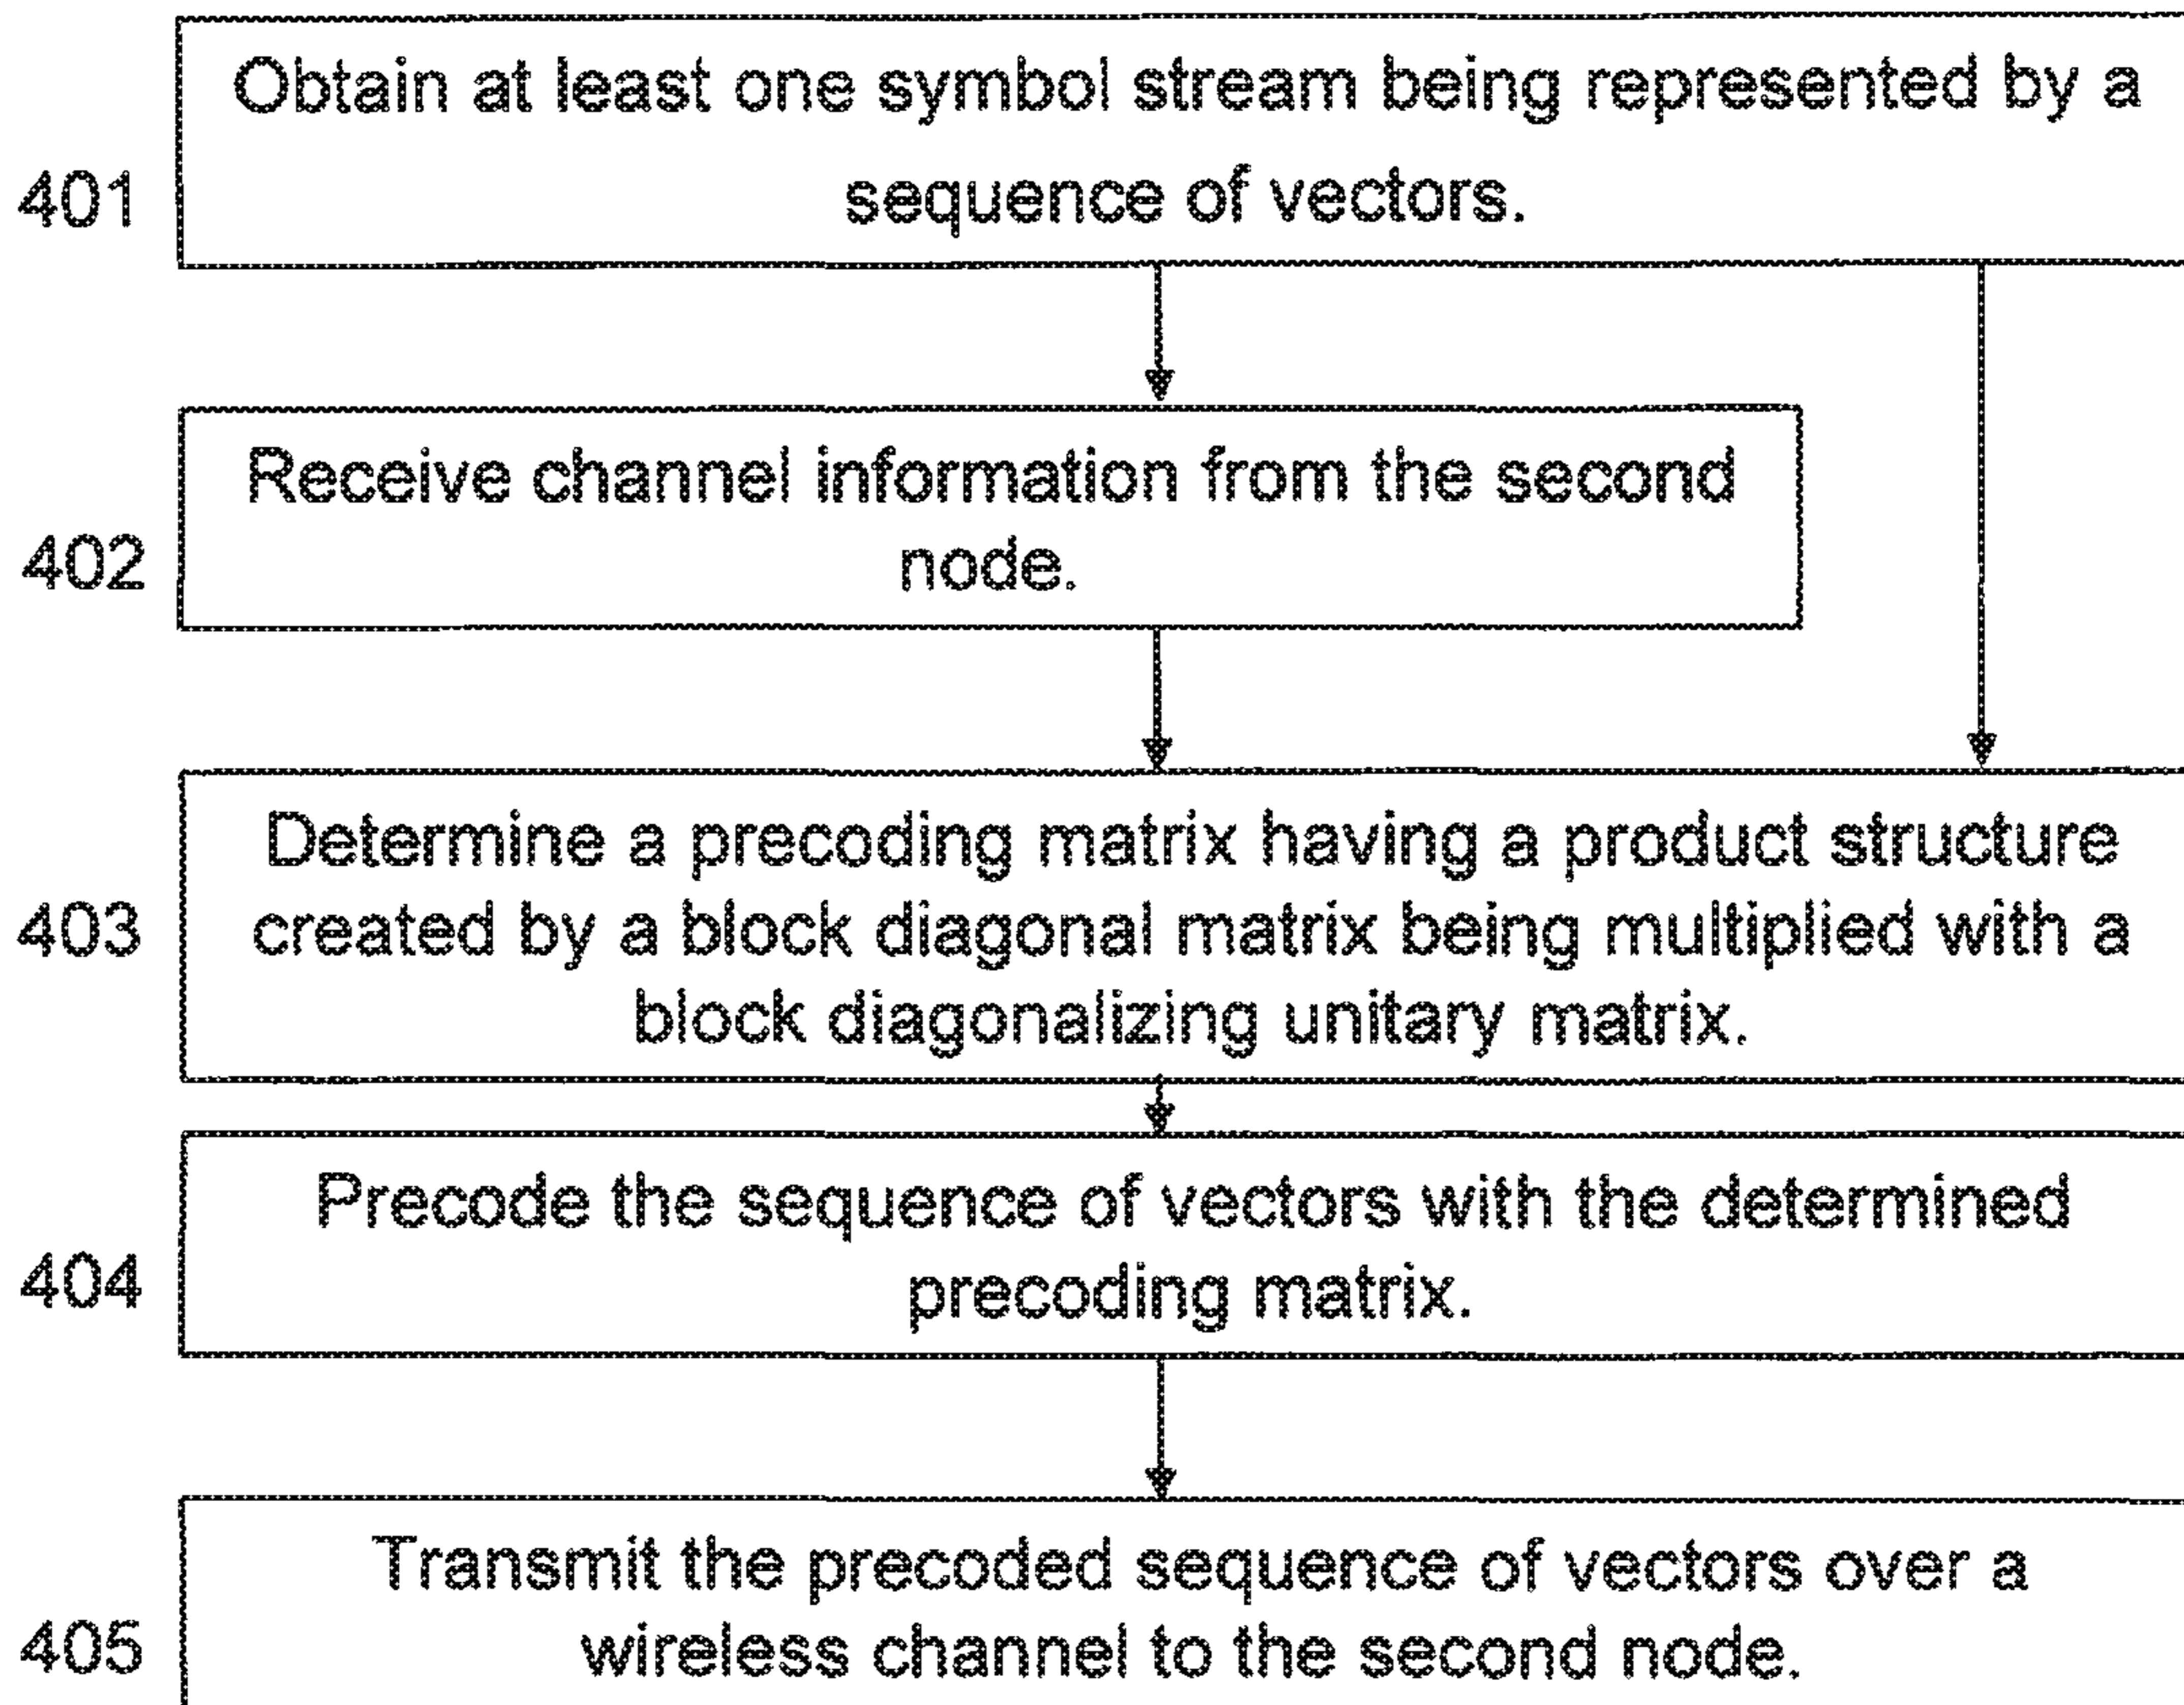 Obtain at least one symbol stream being represented by a
401
sequence of vectors.
Receive channel information from the second
402
node.
Determine a precoding matrix having a product structure
403
created by a block diagonal matrix being multiplied with a
block diagonalizing unitary matrix.
Precode the sequence of vectors with the determined
404
precoding matrix.
Transmit the precoded sequence of vectors over a
405
wireless channel to the second node.